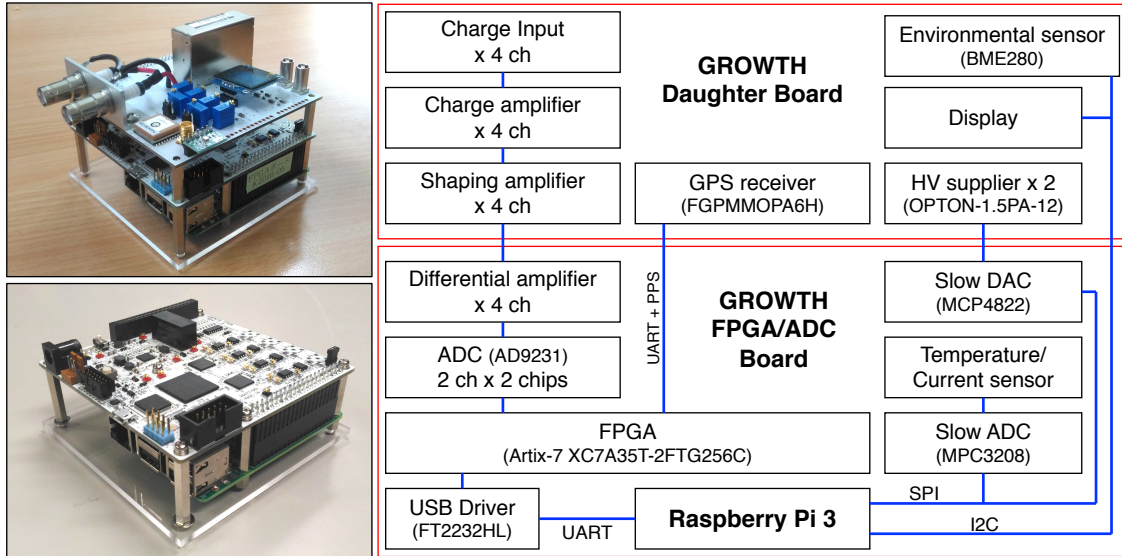 Charge Input
x 4 ch
Charge amplifier
x 4 ch
Shaping amplifier
x 4 ch
GROWTH
Daughter Board
GPS receiver
(FGPMMOPA6H)
Environmental sensor
(BME280)
Display
HV supplier x 2
(OPTON-1.5PA-12)
Differential amplifier
x 4 ch
ADC (AD9231)
2 ch x 2 chips
UART + PPS
GROWTH
FPGA/ADC
Board
Slow DAC
(MCP4822)
Temperature/
Current sensor
FPGA
(Artix-7 XC7A35T-2FTG256C)
Slow ADC
(MPC3208)
USB Driver
(FT2232HL)
UART
Raspberry Pi 3
SPI
I2C